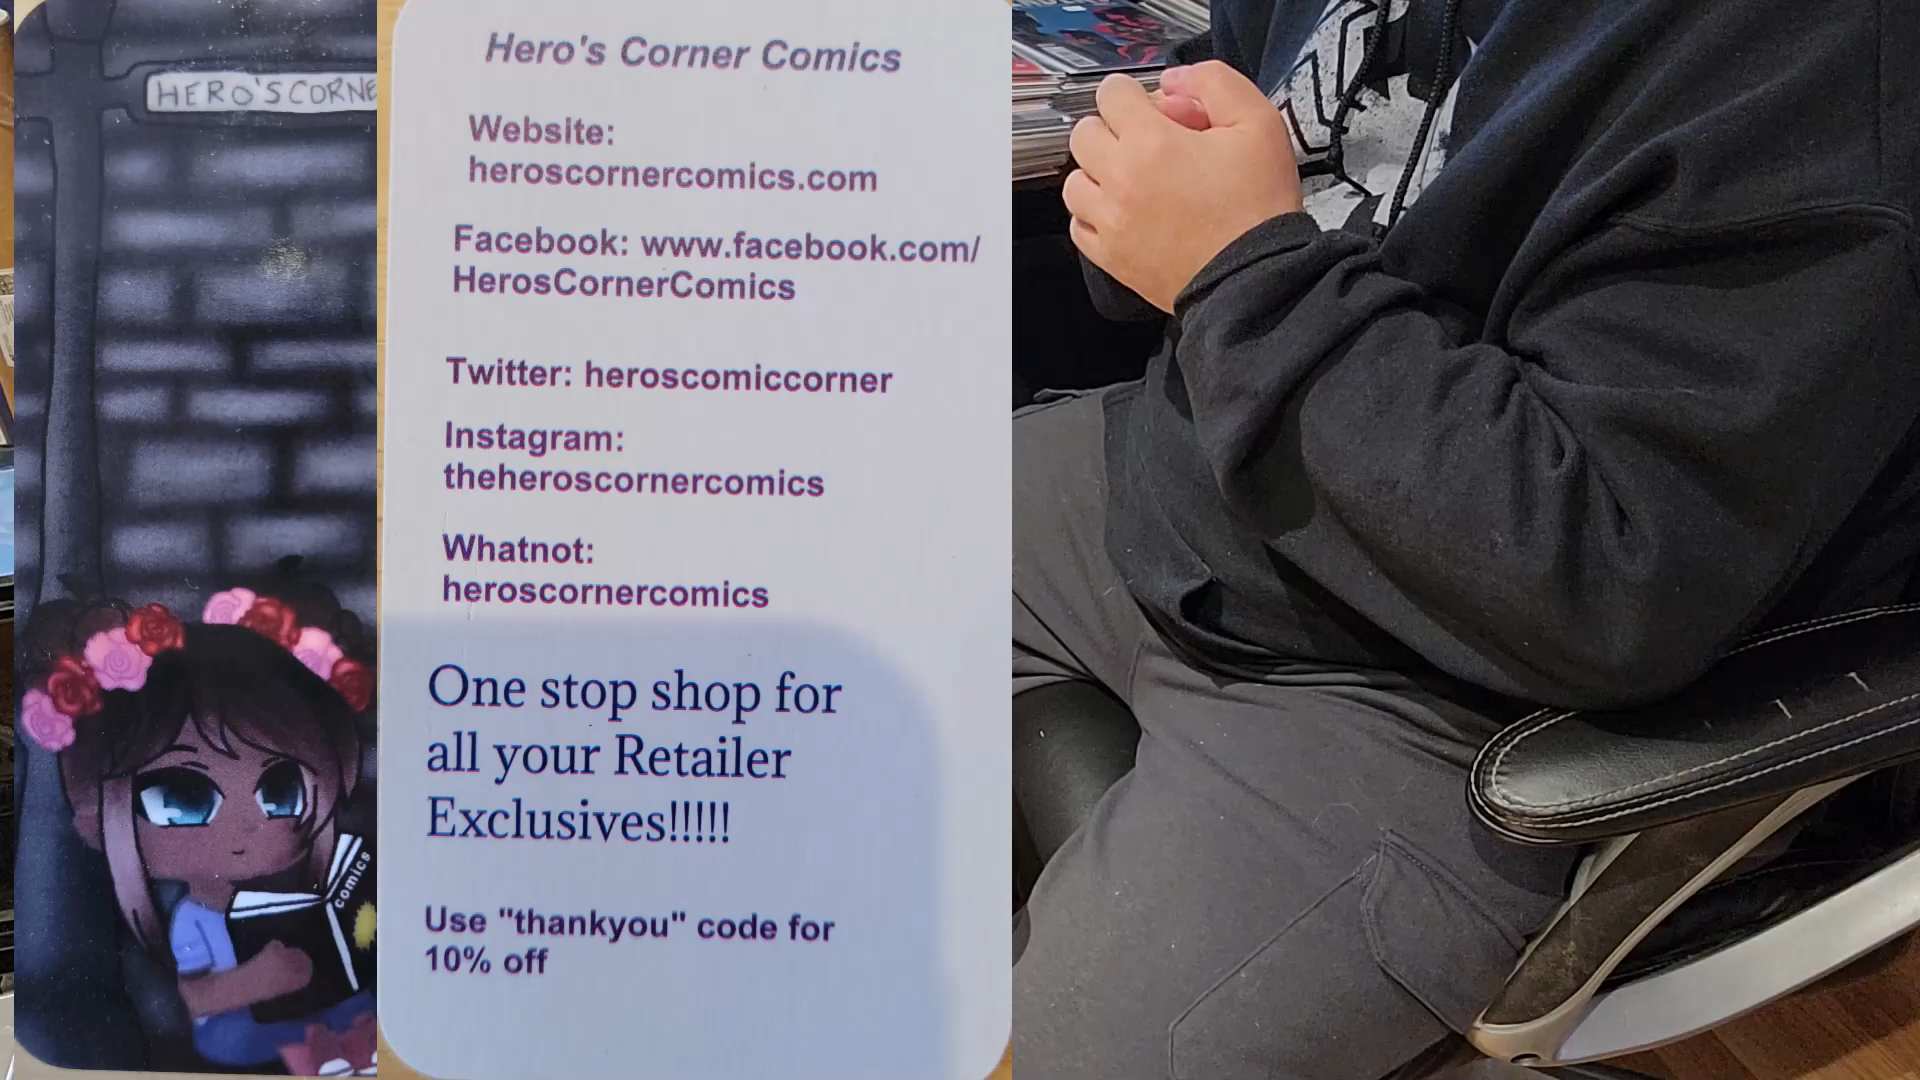 HERO'S CORNE
Hero's Corner Comics
Website:
heroscornercomics.com
Facebook: www.facebook.com/
HerosCornerComics
Twitter: heroscomiccorner
Instagram:
theheroscornercomics
Whatnot:
heroscornercomics
One stop shop for
all your Retailer
Exclusives!!!!!
Use "thankyou" code for
10% off
comics